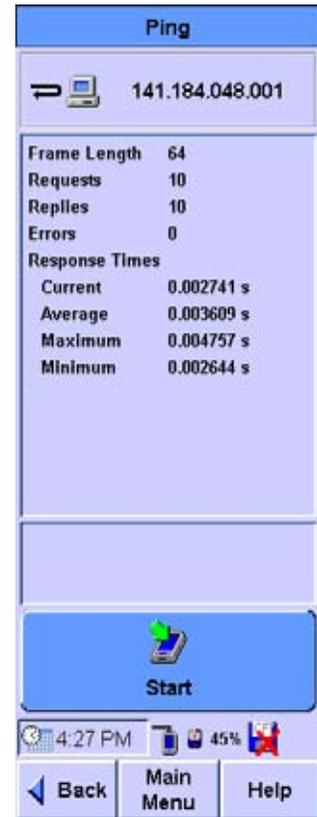 Ping
141.184.048.001
Frame Length 64
Requests 10
Replies 10
Errors 0
Response Times
Current 0.002741 s
Average 0.003609 s
Maximum 0.004757 s
Minimum 0.002644 s
Start
4:27 PM 45%
Back
Main
Menu
Help